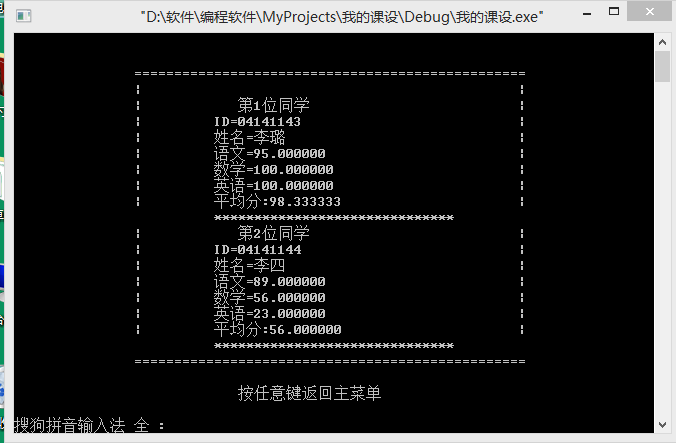 "D:\软件\编程软件\MyProjects\我的课设\Debug\我的课设.exe"
=================================================
¦ ¦
¦ 第1位同学 ¦
¦ ID=04141143 ¦
¦ 姓名=李璐 ¦
¦ 语文=95.000000 ¦
¦ 数学=100.000000 ¦
¦ 英语=100.000000 ¦
¦ 平均分:98.333333 ¦
******************************
¦ 第2位同学 ¦
¦ ID=04141144 ¦
¦ 姓名=李四 ¦
¦ 语文=89.000000 ¦
¦ 数学=56.000000 ¦
¦ 英语=23.000000 ¦
¦ 平均分:56.000000 ¦
******************************
=================================================
按任意键返回主菜单
搜狗拼音输入法 全 :